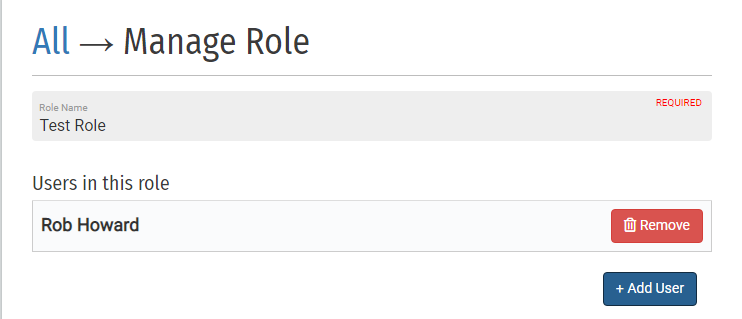 All → Manage Role
Role Name
REQUIRED
Test Role
Users in this role
Rob Howard
Remove
+ Add User